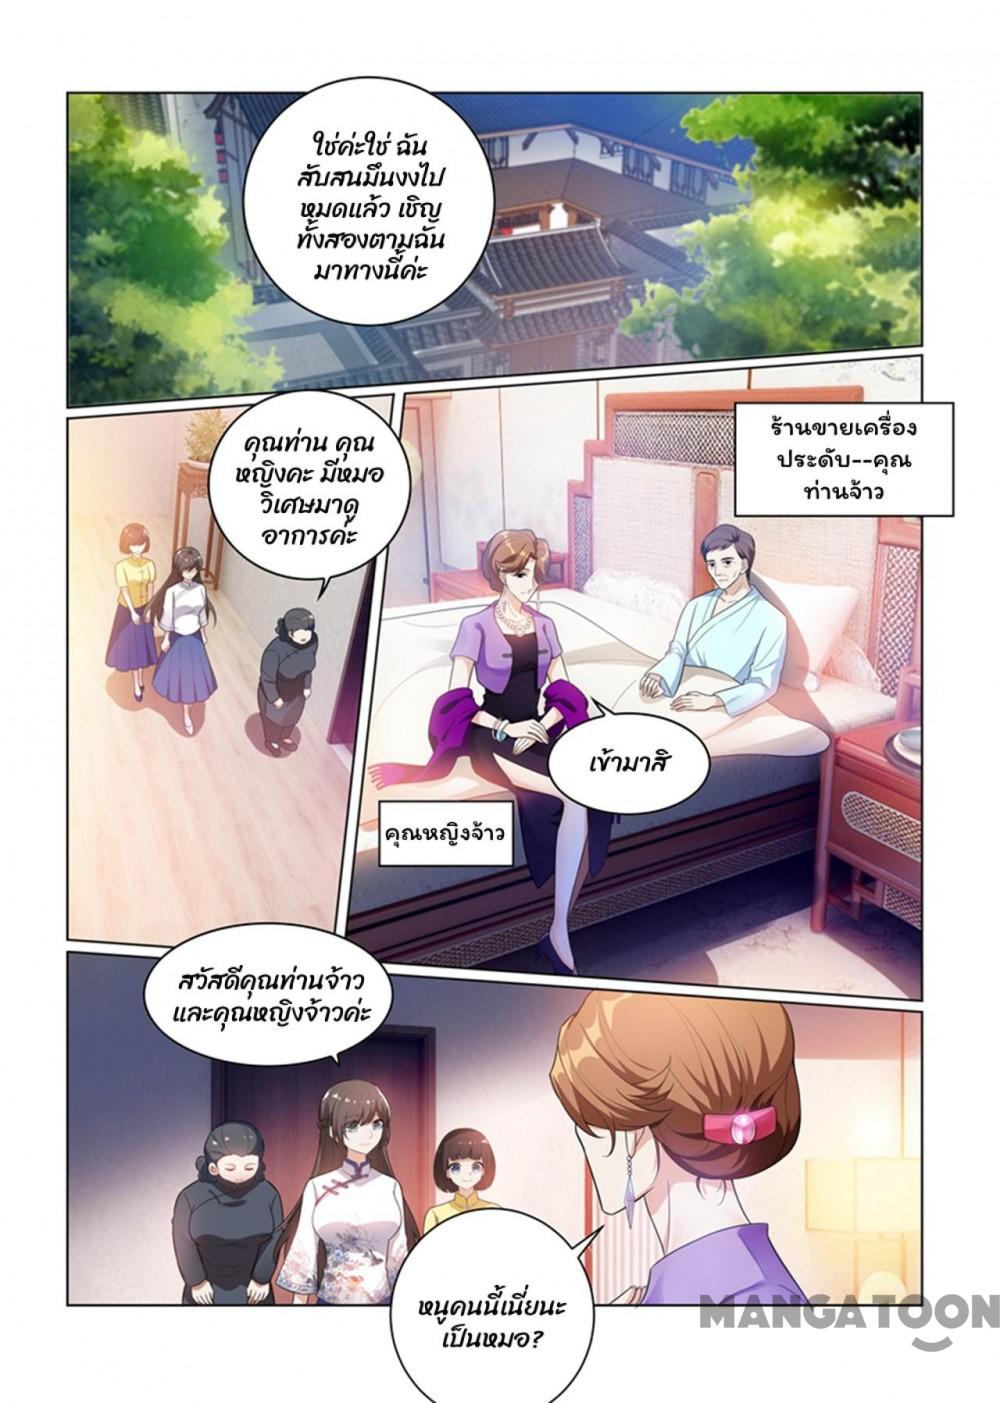 ใช่ค่ะใช่ ฉัน
สับสนมึนงงไป
หมดแล้ว เชิญ
ทั้งสองตามฉัน
มาทางนี้ค่ะ
คุณท่าน คุณ
หญิงคะ มีหมอ
วิเศษมาดู
อาการค่ะ
ร้านขายเครื่อง
ประดับ--คุณ
ท่านจ้าว
เข้ามาสิ
คุณหญิงจ้าว
สวัสดีคุณท่านจ้าว
และคุณหญิงจ้าวค่ะ
หนูคนนี้เนี่ยนะ
เป็นหมอ?
MANGATOON